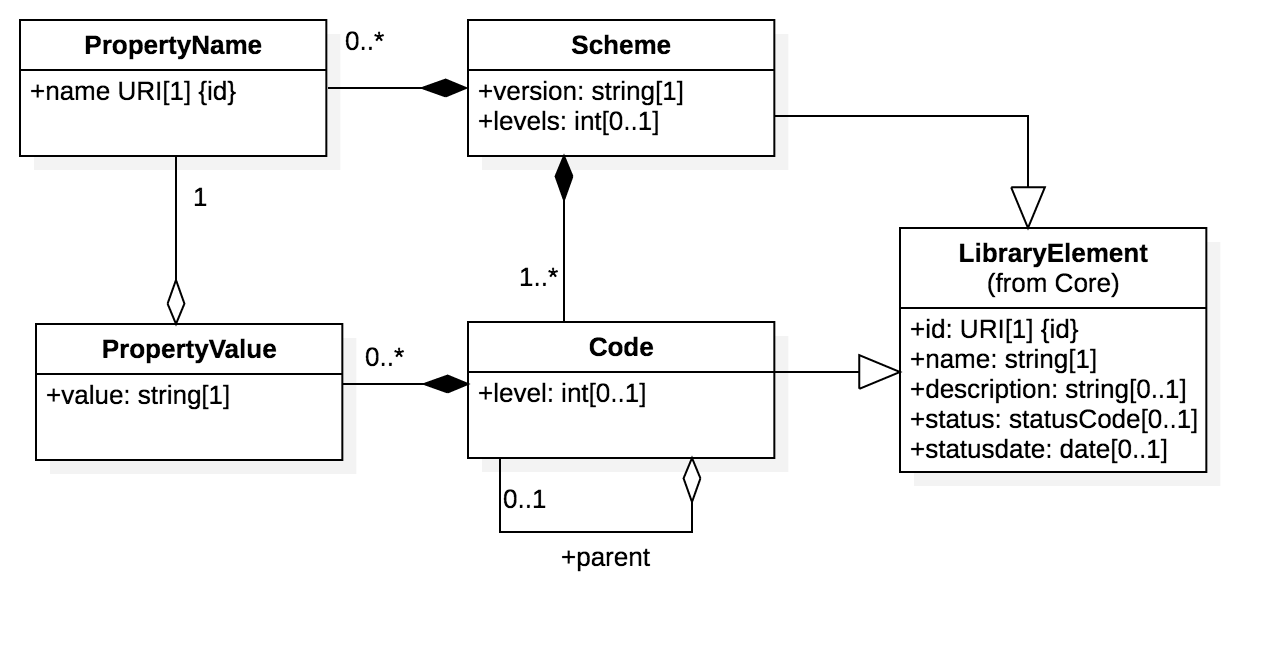 PropertyName
+name URI[1] {id}
0..*
Scheme
+version: string[1]
+levels: int[0..1]
1
1..*
LibraryElement
(from Core)
+id: URI[1] {id}
+name: string[1]
+description: string[0..1]
+status: statusCode[0..1]
+statusdate: date[0..1]
PropertyValue
+value: string[1]
0..*
Code
+level: int[0..1]
0..1
+parent